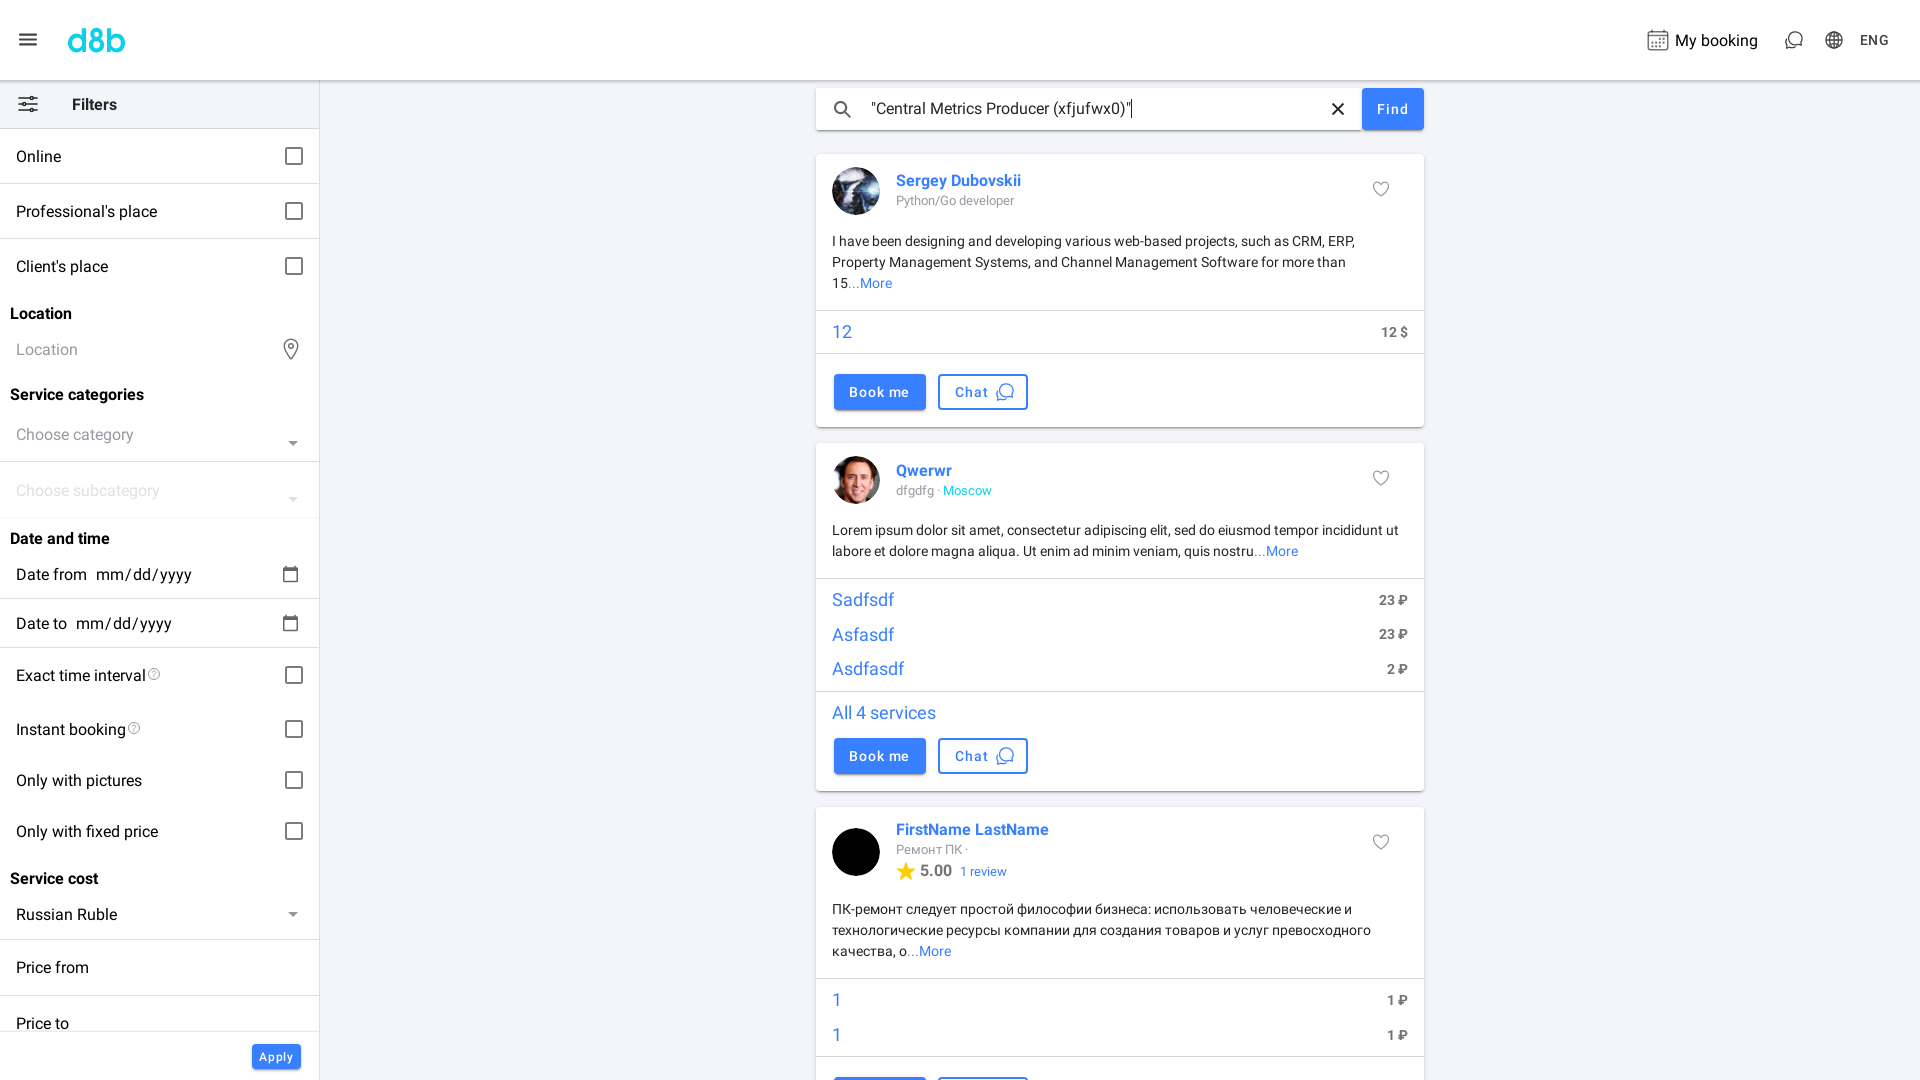 d8b
My booking
ENG
Filters
Online
Professional's place
Client's place
Location
Location
Service categories
Choose category
Choose subcategory
Date and time
Date from mm/dd/yyyy
Date to mm/dd/yyyy
Exact time interval
Instant booking
Only with pictures
Only with fixed price
Service cost
Russian Ruble
Price from
Price to
Apply
"Central Metrics Producer (xfjufwx0)"
Find
Sergey Dubovskii
Python/Go developer
I have been designing and developing various web-based projects, such as CRM, ERP,
Property Management Systems, and Channel Management Software for more than
15...More
12 12 $
Book me Chat
Qwerwr
dfgdfg · Moscow
Lorem ipsum dolor sit amet, consectetur adipiscing elit, sed do eiusmod tempor incididunt ut
labore et dolore magna aliqua. Ut enim ad minim veniam, quis nostru...More
Sadfsdf 23 ₽
Asfasdf 23 ₽
Asdfasdf 2 ₽
All 4 services
Book me Chat
FirstName LastName
Ремонт ПК ·
5.00 1 review
ПК-ремонт следует простой философии бизнеса: использовать человеческие и
технологические ресурсы компании для создания товаров и услуг превосходного
качества, о...More
1 1 ₽
1 1 ₽